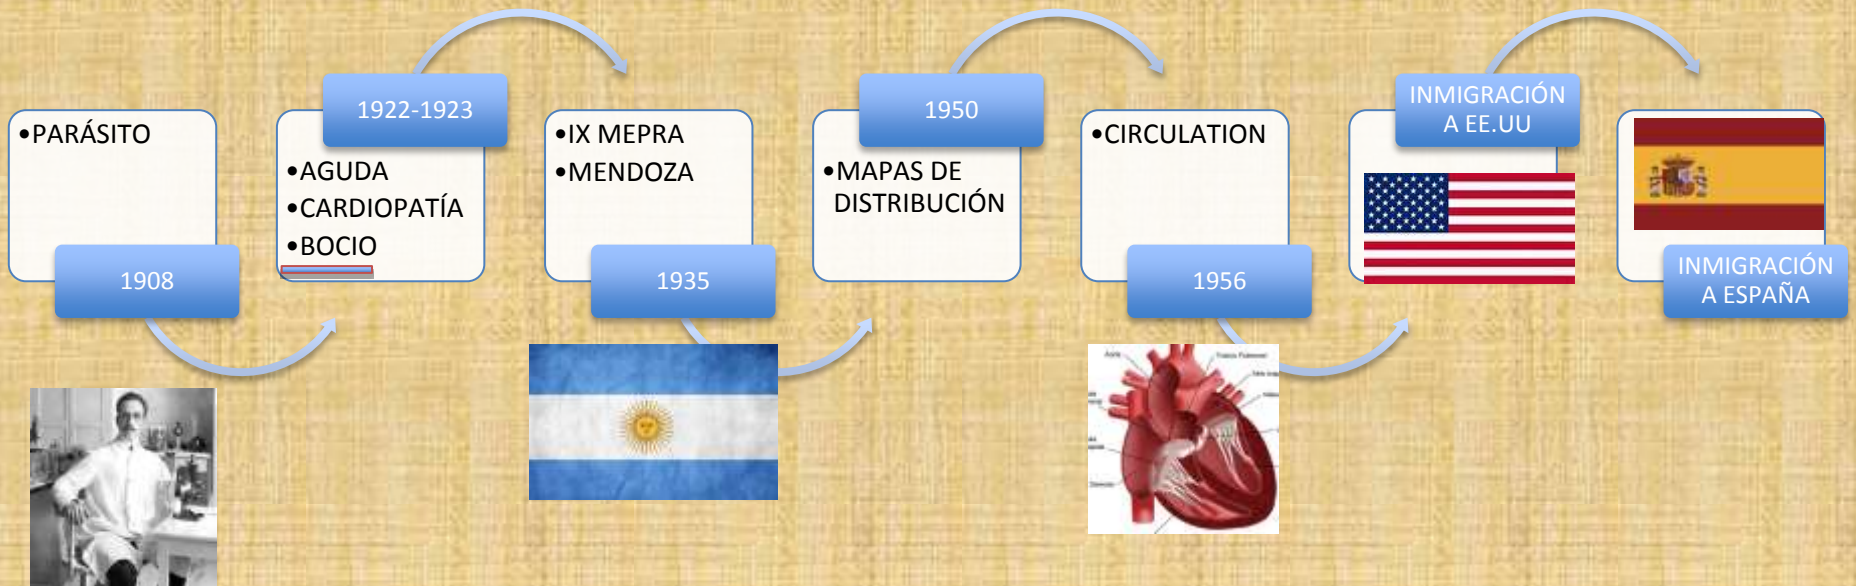 •PARÁSITO
1908
1922-1923
•AGUDA
•CARDIOPATÍA
•BOCIO
•IX MEPRA
•MENDOZA
1935
1950
•MAPAS DE
DISTRIBUCIÓN
•CIRCULATION
1956
INMIGRACIÓN
A EE.UU
INMIGRACIÓN
A ESPAÑA